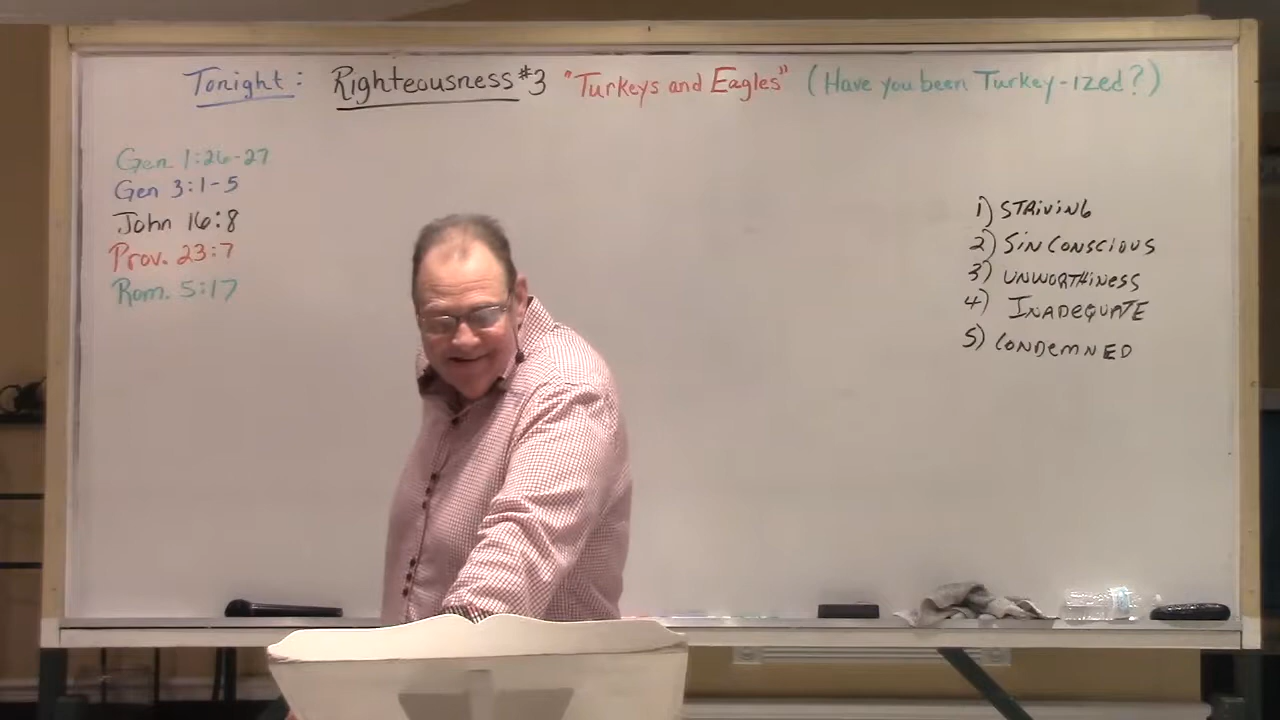 Tonight: Righteousness #3 "Turkeys and Eagles" (Have you been Turkey-ized?)
Gen 1:26-27
Gen 3:1-5
John 16:8
Prov. 23:7
Rom. 5:17
1) STRIVING
2) SIN CONSCIOUS
3) UNWORTHINESS
4) INADEQUATE
5) CONDEMNED